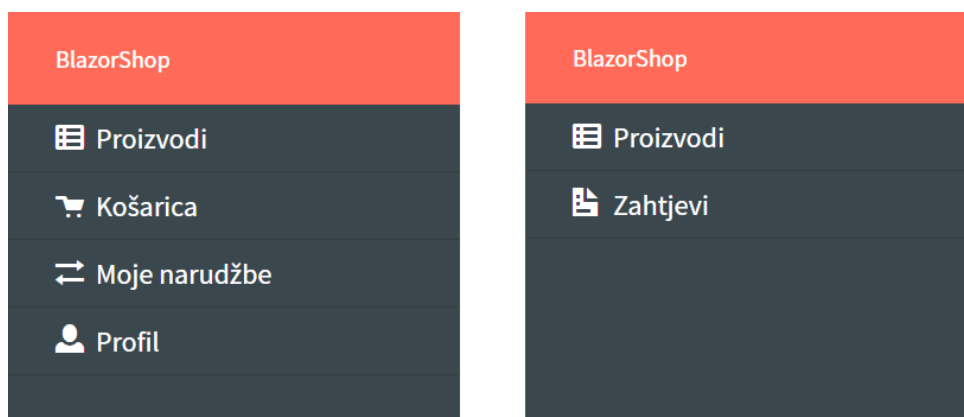 BlazorShop
Proizvodi
Košarica
Moje narudžbe
Profil
BlazorShop
Proizvodi
Zahtjevi